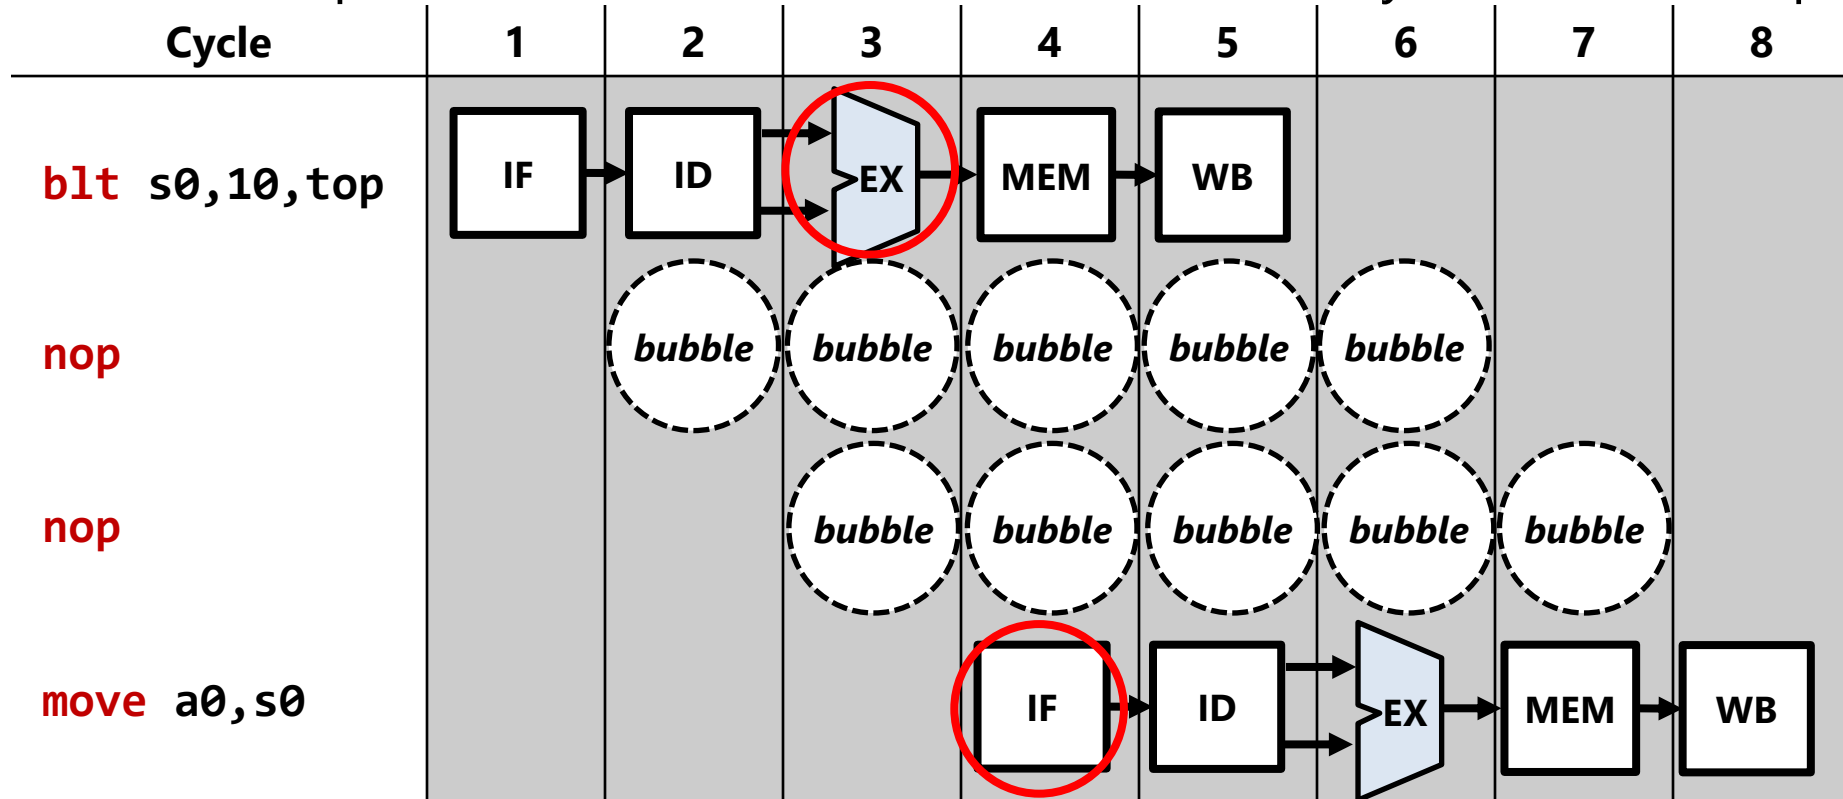 Cycle 1 2 3 4 5 6 7 8
blt s0,10,top IF ID EX MEM WB
nop bubble bubble bubble bubble bubble
nop bubble bubble bubble bubble bubble
move a0,s0 IF ID EX MEM WB